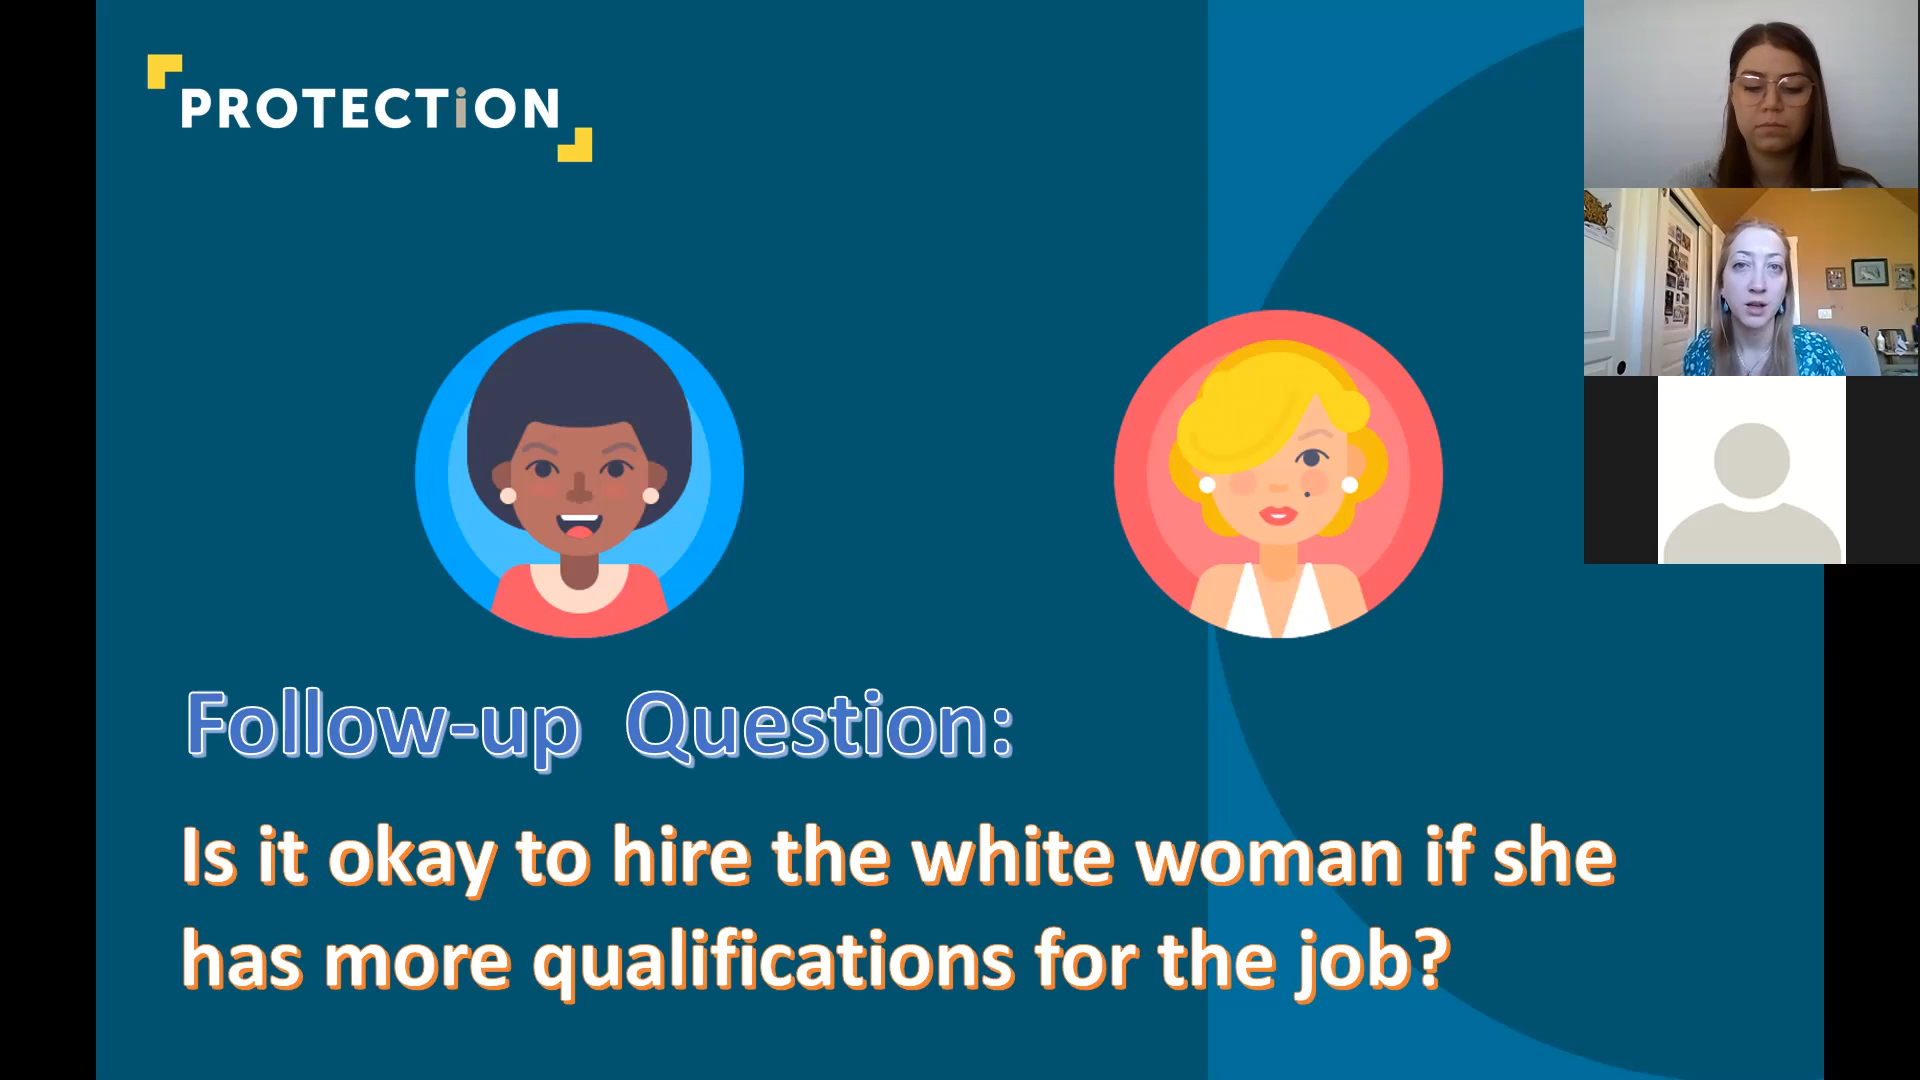 PROTECTiON
Follow-up Question:
Is it okay to hire the white woman if she
has more qualifications for the job?